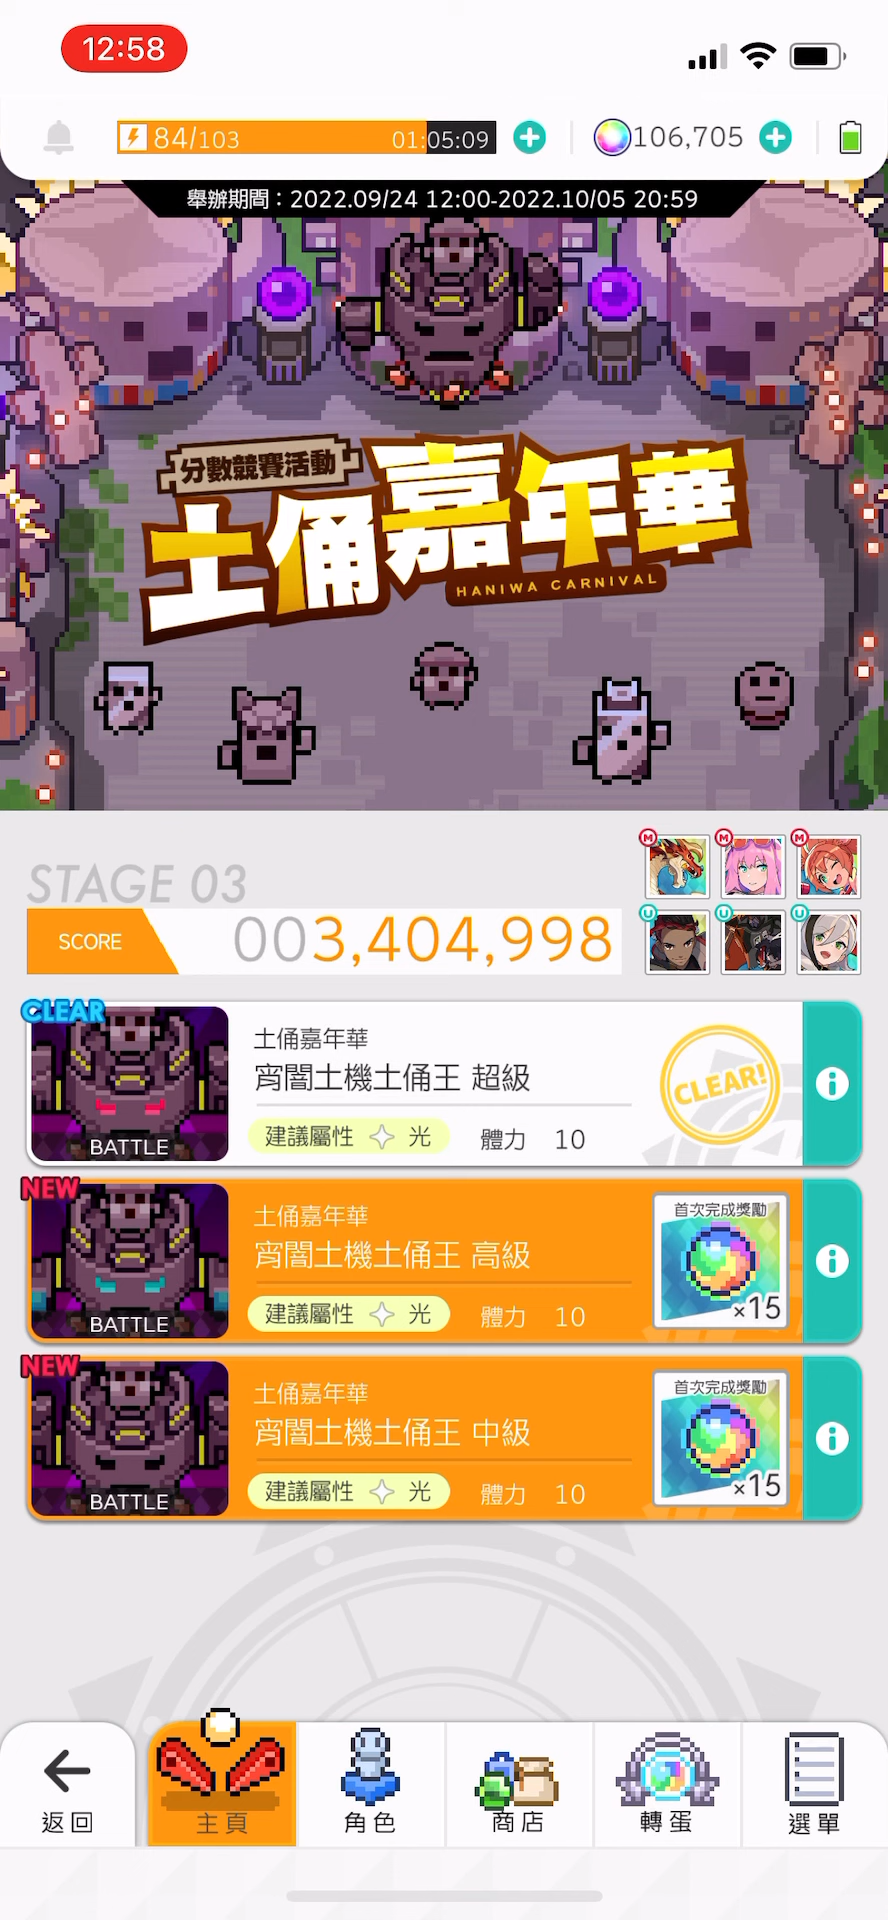 12:58
84/103
01:05:09
106,705
舉辦期間：2022.09/24 12:00-2022.10/05 20:59
分數競賽活動
土俑嘉年華
HANIWA CARNIVAL
STAGE 03
M M M
SCORE
003,404,998
U U U
CLEAR
土俑嘉年華
宵闇土機土俑王 超級
BATTLE
建議屬性 光
體力 10
CLEAR!
NEW
土俑嘉年華
宵闇土機土俑王 高級
BATTLE
建議屬性 光
體力 10
首次完成獎勵
×15
NEW
土俑嘉年華
宵闇土機土俑王 中級
BATTLE
建議屬性 光
體力 10
首次完成獎勵
×15
返回
主頁
角色
商店
轉蛋
選單